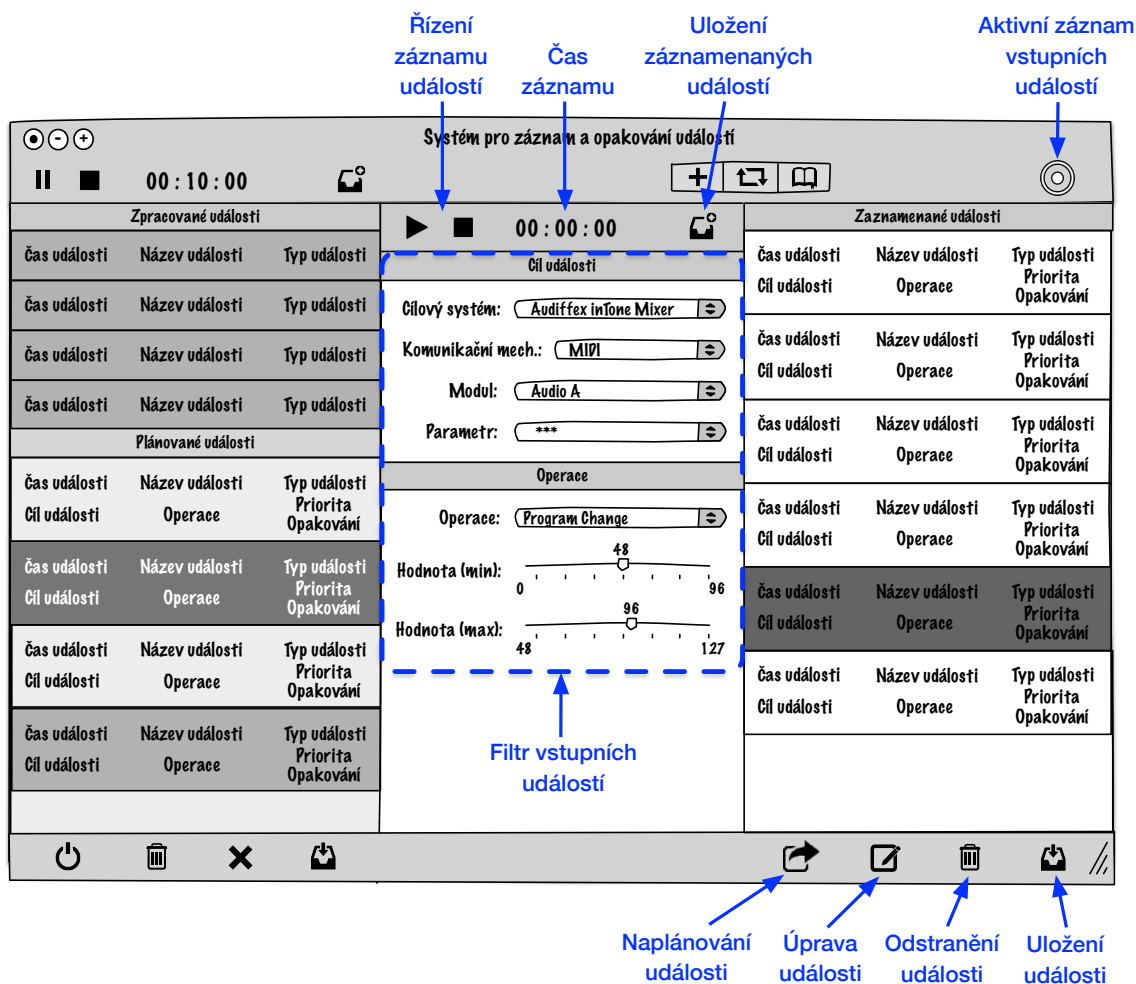 Řízení
záznamu
událostí
Čas
záznamu
Uložení
záznamenaných
událostí
Aktivní záznam
vstupních
událostí
Systém pro záznam a opakování událostí
00 : 10 : 00
Zpracované události
Čas události Název události Typ události
Čas události Název události Typ události
Čas události Název události Typ události
Čas události Název události Typ události
Plánované události
Čas události Název události Typ události
Cíl události Operace Priorita
Opakování
Čas události Název události Typ události
Cíl události Operace Priorita
Opakování
Čas události Název události Typ události
Cíl události Operace Priorita
Opakování
Čas události Název události Typ události
Cíl události Operace Priorita
Opakování
00 : 00 : 00
Cíl události
Cílový systém: Audiffex inTone Mixer
Komunikační mech.: MIDI
Modul: Audio A
Parametr: ***
Operace
Operace: Program Change
48
Hodnota (min):
0 96
96
Hodnota (max):
48 127
Filtr vstupních
událostí
Zaznamenané události
Čas události Název události Typ události
Cíl události Operace Priorita
Opakování
Čas události Název události Typ události
Cíl události Operace Priorita
Opakování
Čas události Název události Typ události
Cíl události Operace Priorita
Opakování
Čas události Název události Typ události
Cíl události Operace Priorita
Opakování
Čas události Název události Typ události
Cíl události Operace Priorita
Opakování
Čas události Název události Typ události
Cíl události Operace Priorita
Opakování
Naplánování
události
Úprava
události
Odstranění
události
Uložení
události